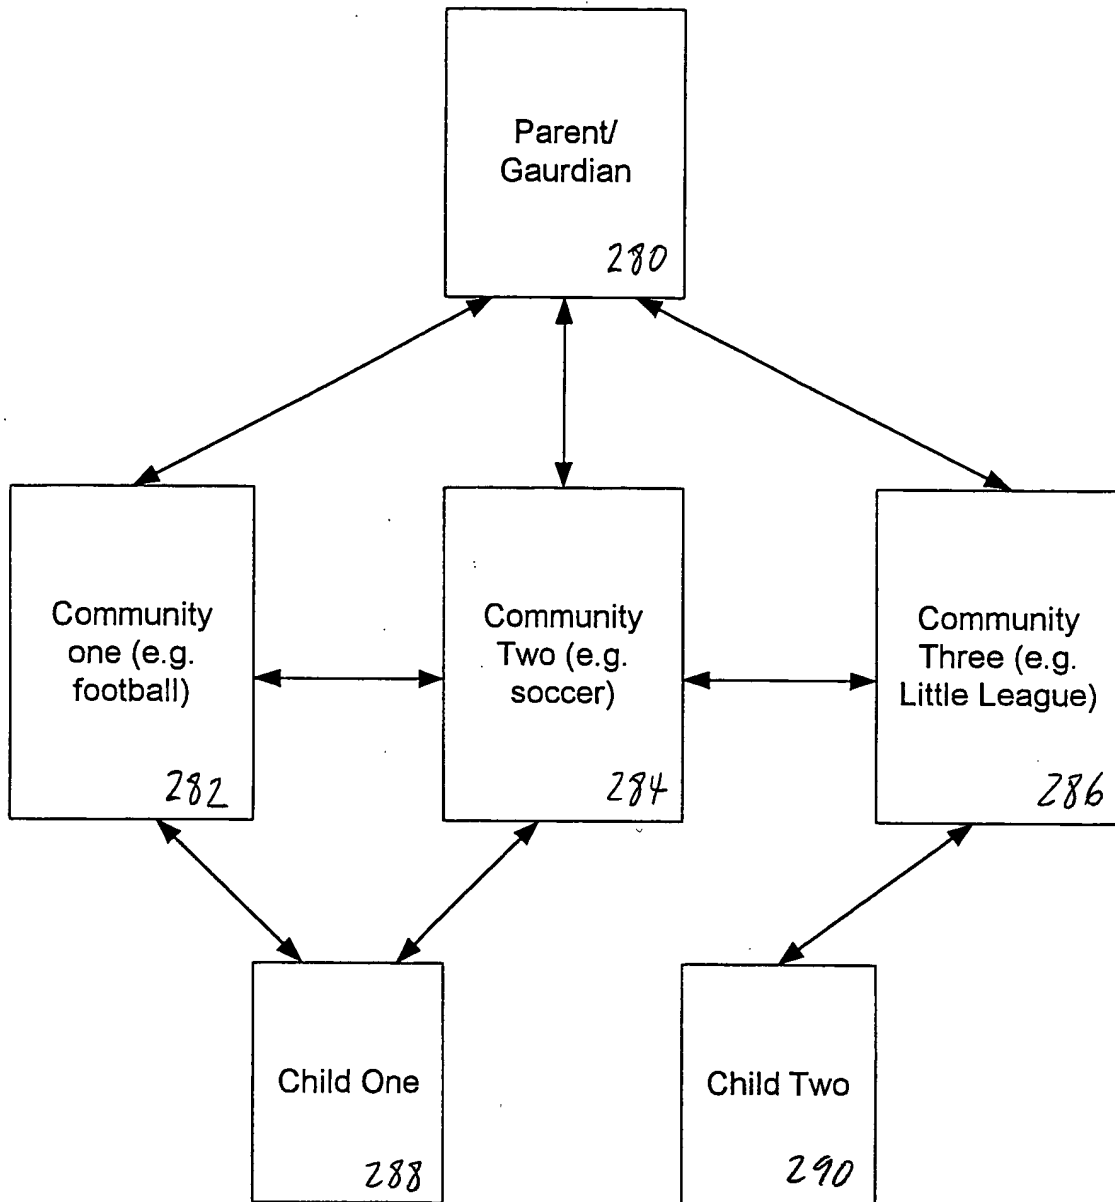 Parent/
Gaurdian
280
Community
one (e.g.
football)
282
Community
Two (e.g.
soccer)
284
Community
Three (e.g.
Little League)
286
Child One
288
Child Two
290